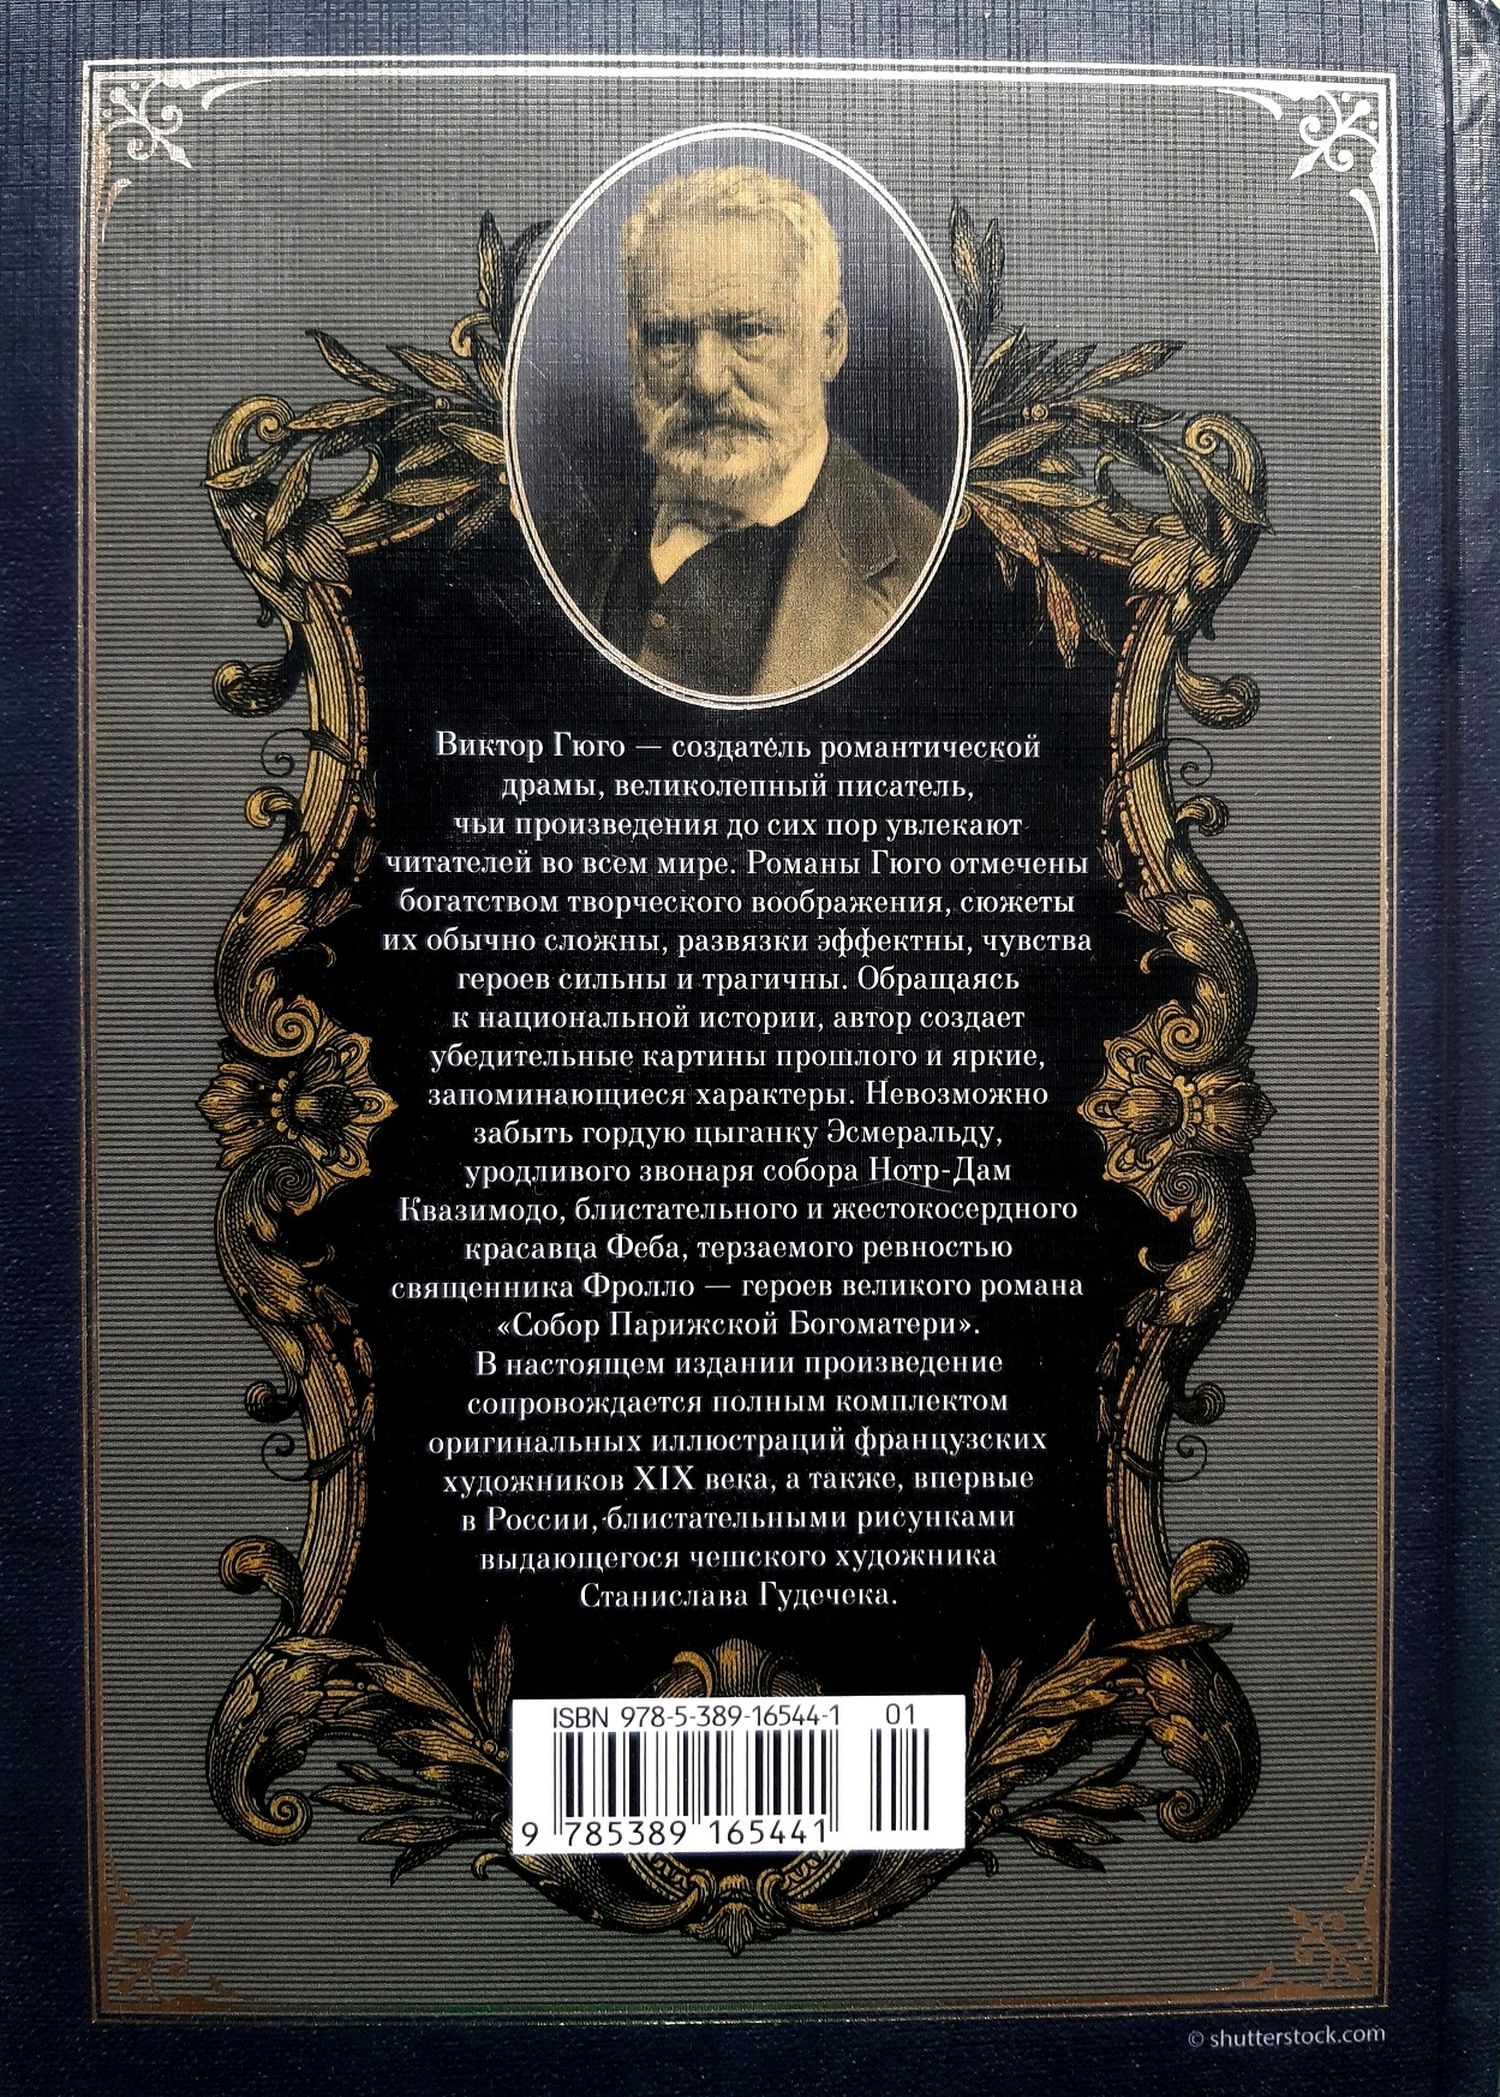 Виктор Гюго — создатель романтической
драмы, великолепный писатель,
чьи произведения до сих пор увлекают
читателей во всем мире. Романы Гюго отмечены
богатством творческого воображения, сюжеты
их обычно сложны, развязки эффектны, чувства
героев сильны и трагичны. Обращаясь
к национальной истории, автор создает
убедительные картины прошлого и яркие,
запоминающиеся характеры. Невозможно
забыть гордую цыганку Эсмеральду,
уродливого звонаря собора Нотр-Дам
Квазимодо, блистательного и жестокосердного
красавца Феба, терзаемого ревностью
священника Фролло — героев великого романа
«Собор Парижской Богоматери».
В настоящем издании произведение
сопровождается полным комплектом
оригинальных иллюстраций французских
художников XIX века, а также, впервые
в России, блистательными рисунками
выдающегося чешского художника
Станислава Гудечека.
ISBN 978-5-389-16544-1 01
9 785389 165441
© shutterstock.com